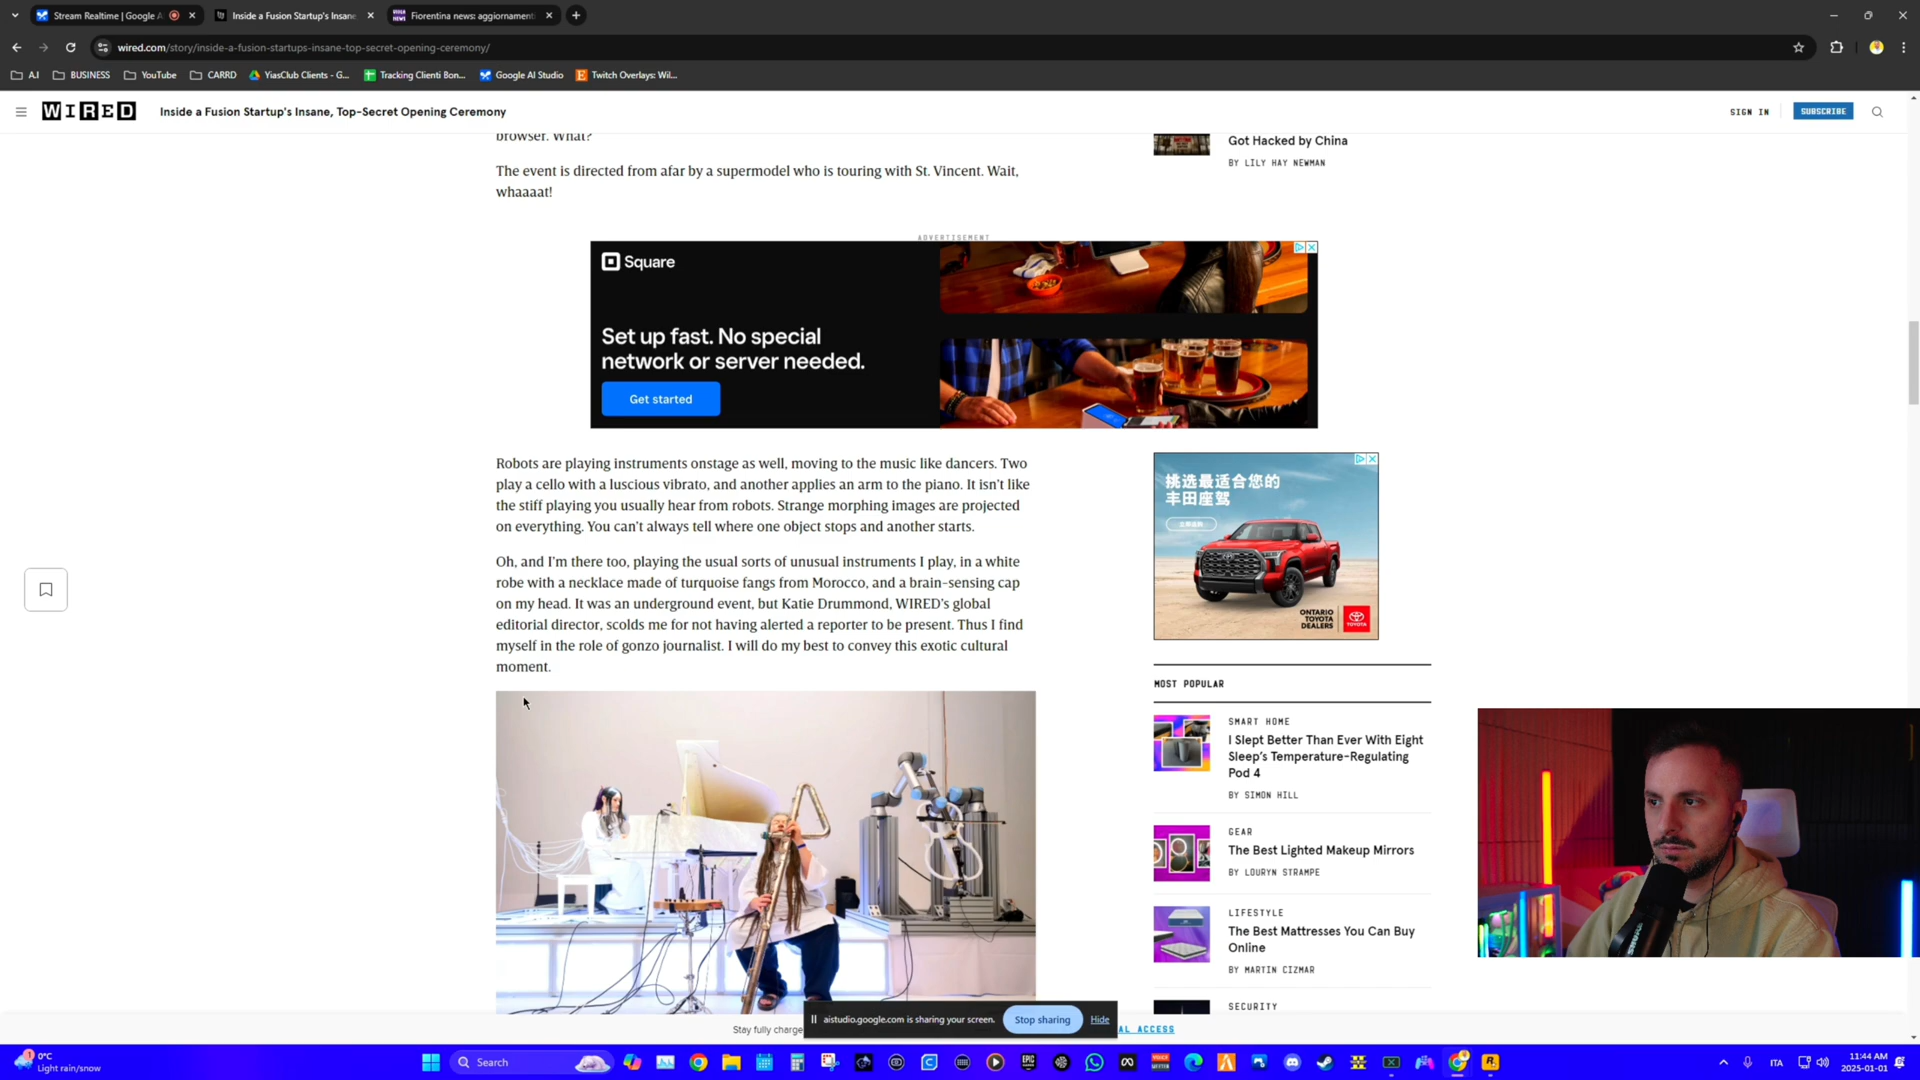 Stream Realtime | Google A
Inside a Fusion Startup's Insane
Fiorentina news: aggiornament
wired.com/story/inside-a-fusion-startups-insane-top-secret-opening-ceremony/
A.I
BUSINESS
YouTube
CARRD
YiasClub Clients - G...
Tracking Clienti Bon...
Google AI Studio
Twitch Overlays: Wil...
WIRED
Inside a Fusion Startup's Insane, Top-Secret Opening Ceremony
SIGN IN
SUBSCRIBE
browser. What?
The event is directed from afar by a supermodel who is touring with St. Vincent. Wait,
whaaaat!
Got Hacked by China
BY LILY HAY NEWMAN
ADVERTISEMENT
Square
Set up fast. No special
network or server needed.
Get started
Robots are playing instruments onstage as well, moving to the music like dancers. Two
play a cello with a luscious vibrato, and another applies an arm to the piano. It isn't like
the stiff playing you usually hear from robots. Strange morphing images are projected
on everything. You can't always tell where one object stops and another starts.
Oh, and I'm there too, playing the usual sorts of unusual instruments I play, in a white
robe with a necklace made of turquoise fangs from Morocco, and a brain-sensing cap
on my head. It was an underground event, but Katie Drummond, WIRED's global
editorial director, scolds me for not having alerted a reporter to be present. Thus I find
myself in the role of gonzo journalist. I will do my best to convey this exotic cultural
moment.
挑选最适合您的
丰田座驾
ONTARIO
TOYOTA
DEALERS
TOYOTA
MOST POPULAR
SMART HOME
I Slept Better Than Ever With Eight
Sleep's Temperature-Regulating
Pod 4
BY SIMON HILL
GEAR
The Best Lighted Makeup Mirrors
BY LOURYN STRAMPE
LIFESTYLE
The Best Mattresses You Can Buy
Online
BY MARTIN CIZMAR
SECURITY
Stay fully charge
AL ACCESS
aistudio.google.com is sharing your screen.
Stop sharing
Hide
0°C
Light rain/snow
Search
ITA
11:44 AM
2025-01-01